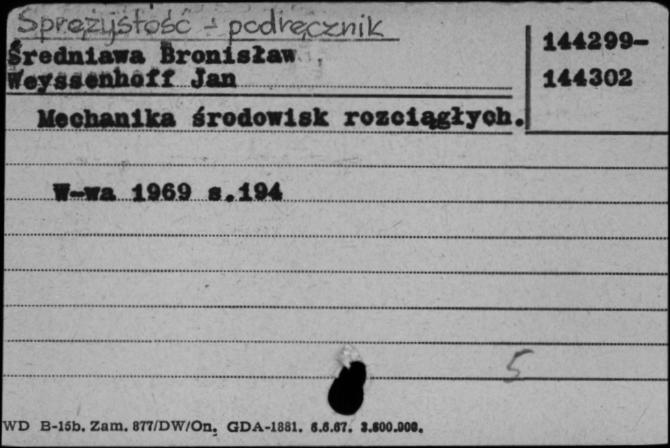 Sprężystość - podręcznik
Średniawa Bronisław
Weyssenhoff Jan
144299-
144302
Mechanika środowisk rozciągłych.
W-wa 1969 s.194
5
WD B-15b. Zam. 877/DW/On. GDA-1881. 6.6.67. 3.600.000.